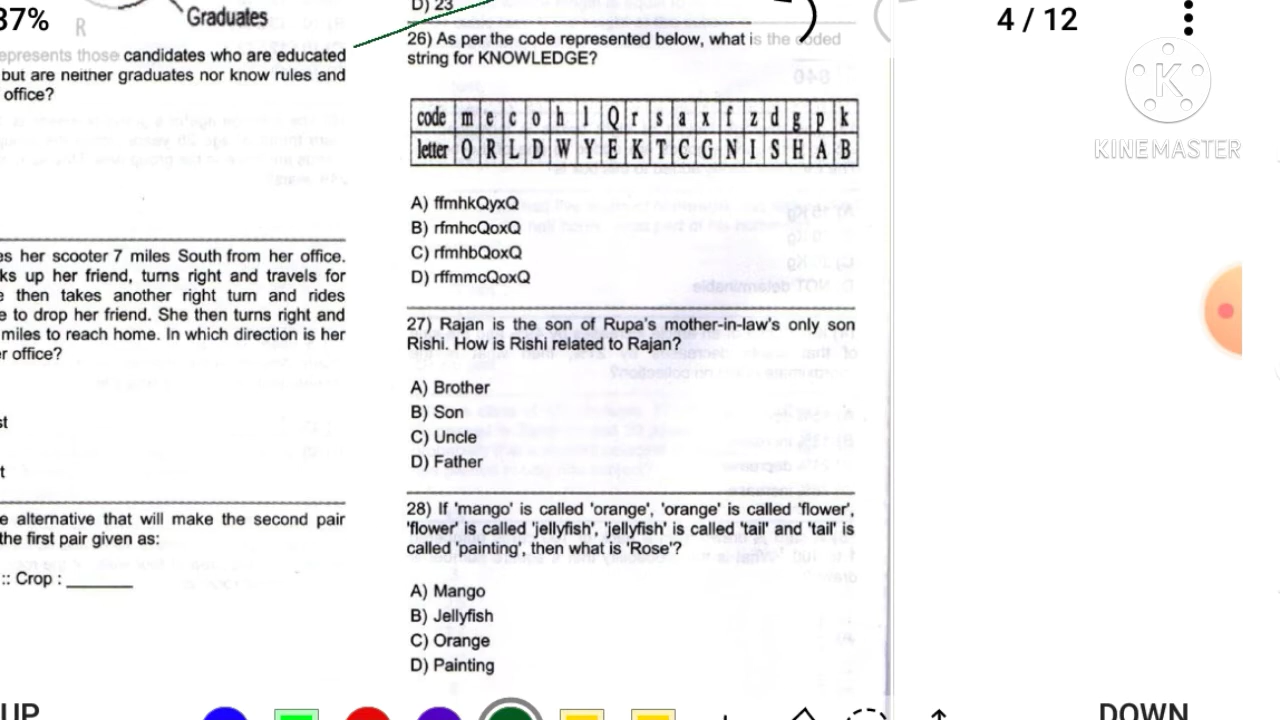 37%
R
Graduates
epresents those candidates who are educated
but are neither graduates nor know rules and
office?
es her scooter 7 miles South from her office.
ks up her friend, turns right and travels for
e then takes another right turn and rides
e to drop her friend. She then turns right and
miles to reach home. In which direction is her
r office?
st
t
e alternative that will make the second pair
the first pair given as:
:: Crop : ______
UP
D) 23
26) As per the code represented below, what is the coded
string for KNOWLEDGE?
code m e c o h l Q r s a x f z d g p k
letter O R L D W Y E K T C G N I S H A B
A) ffmhkQyxQ
B) rfmhcQoxQ
C) rfmhbQoxQ
D) rffmmcQoxQ
27) Rajan is the son of Rupa's mother-in-law's only son
Rishi. How is Rishi related to Rajan?
A) Brother
B) Son
C) Uncle
D) Father
28) If 'mango' is called 'orange', 'orange' is called 'flower',
'flower' is called 'jellyfish', 'jellyfish' is called 'tail' and 'tail' is
called 'painting', then what is 'Rose'?
A) Mango
B) Jellyfish
C) Orange
D) Painting
4 / 12
K
KINEMASTER
DOWN